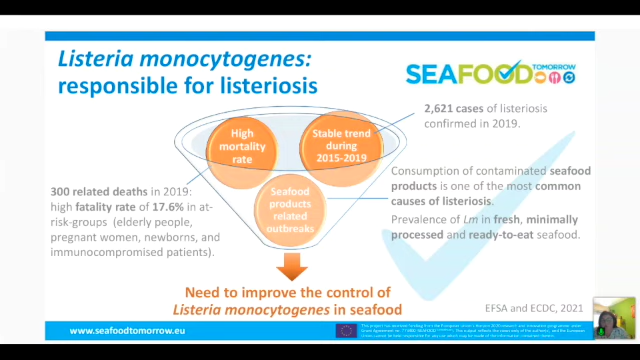 Listeria monocytogenes:
responsible for listeriosis
SEAFOOD TOMORROW
High
mortality
rate
Stable trend
during
2015-2019
Seafood
products
related
outbreaks
2,621 cases of listeriosis
confirmed in 2019.
300 related deaths in 2019:
high fatality rate of 17.6% in at-
risk-groups (elderly people,
pregnant women, newborns, and
immunocompromised patients).
Consumption of contaminated seafood
products is one of the most common
causes of listeriosis.
Prevalence of Lm in fresh, minimally
processed and ready-to-eat seafood.
Need to improve the control of
Listeria monocytogenes in seafood
EFSA and ECDC, 2021
www.seafoodtomorrow.eu